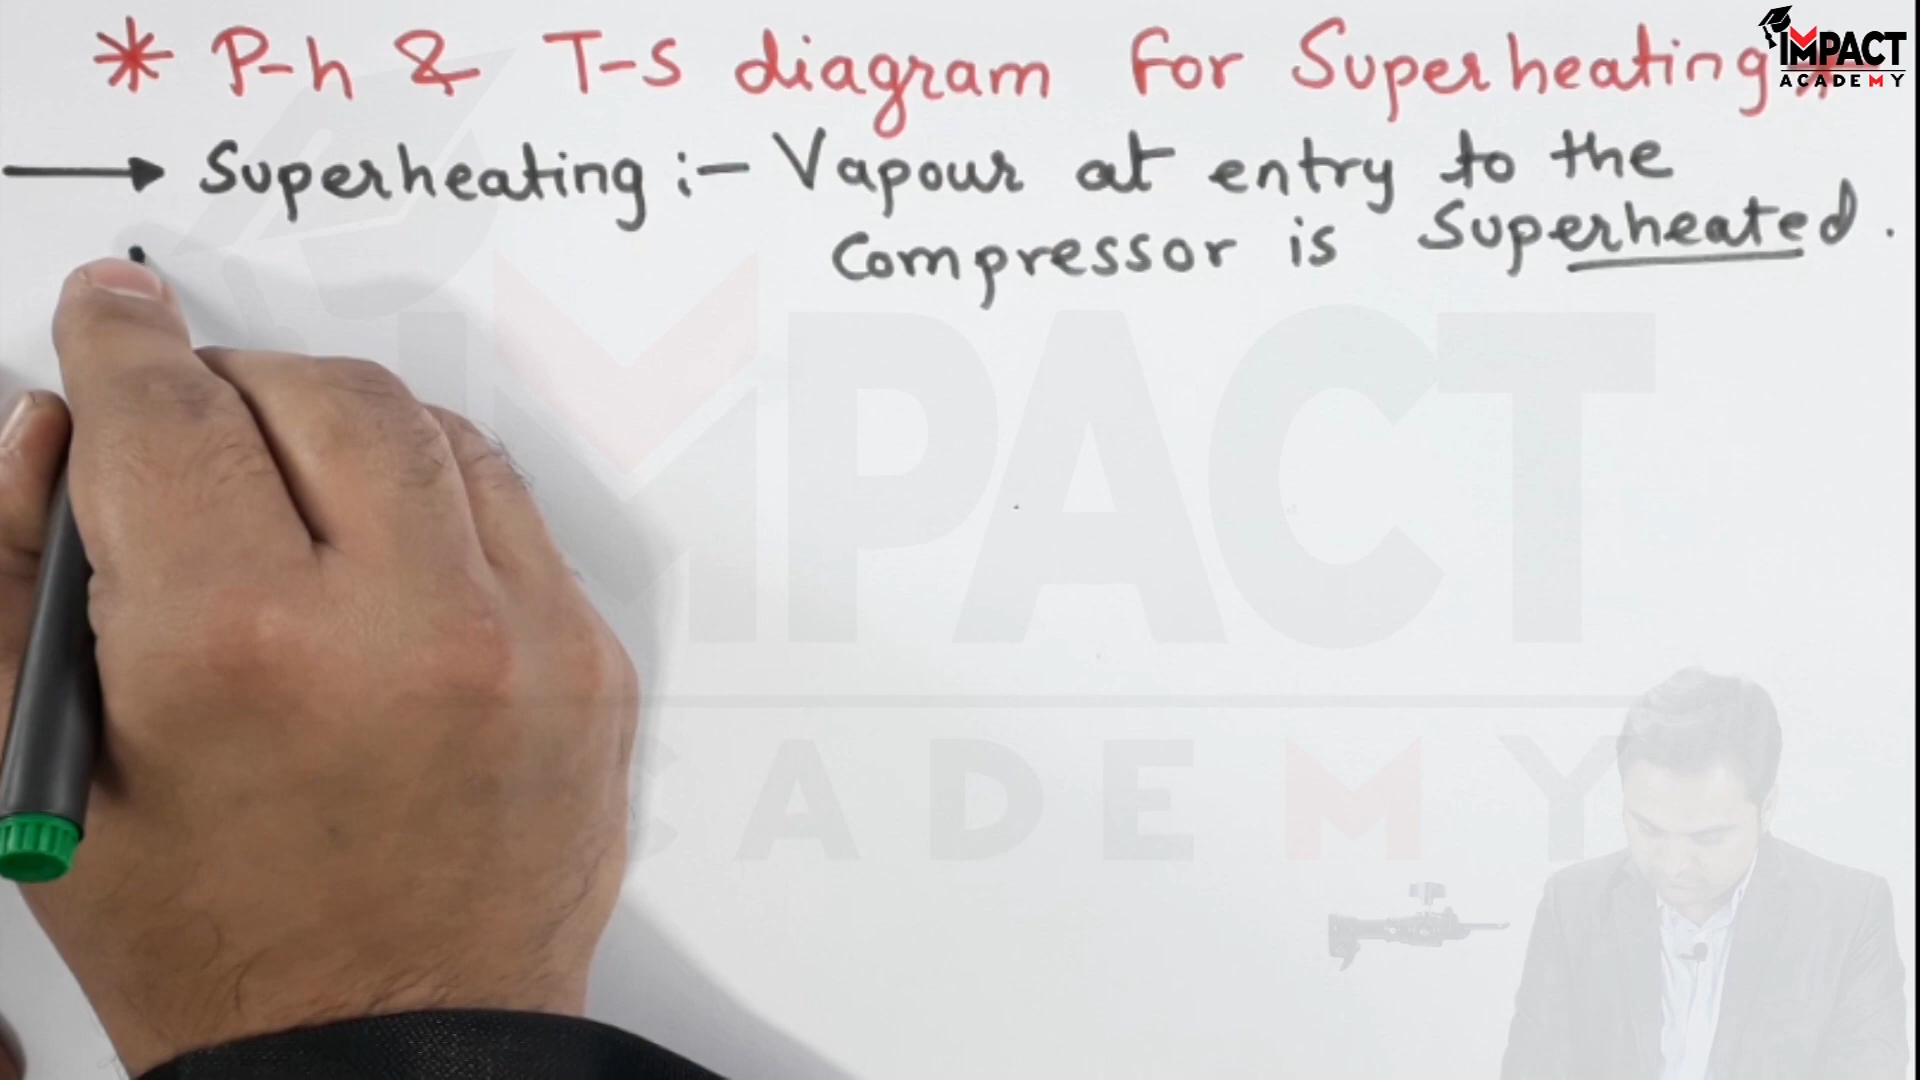 * P-h & T-s diagram for Superheating *
→ Superheating :- Vapour at entry to the
Compressor is Superheated.
IMPACT
ACADEMY
IMPACT
ACADEMY